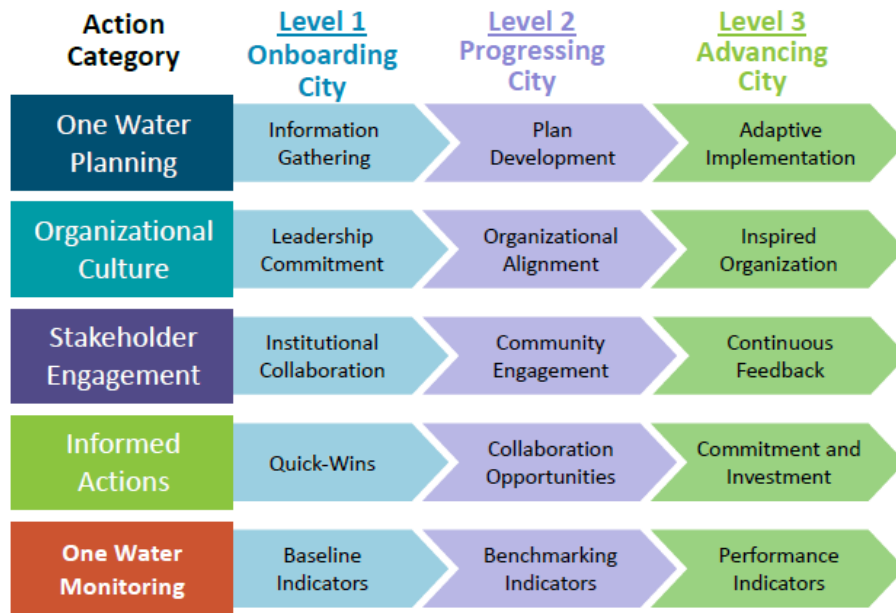 Action
Category
Level 1
Onboarding
City
Level 2
Progressing
City
Level 3
Advancing
City
One Water
Planning
Information
Gathering
Plan
Development
Adaptive
Implementation
Organizational
Culture
Leadership
Commitment
Organizational
Alignment
Inspired
Organization
Stakeholder
Engagement
Institutional
Collaboration
Community
Engagement
Continuous
Feedback
Informed
Actions
Quick-Wins
Collaboration
Opportunities
Commitment and
Investment
One Water
Monitoring
Baseline
Indicators
Benchmarking
Indicators
Performance
Indicators